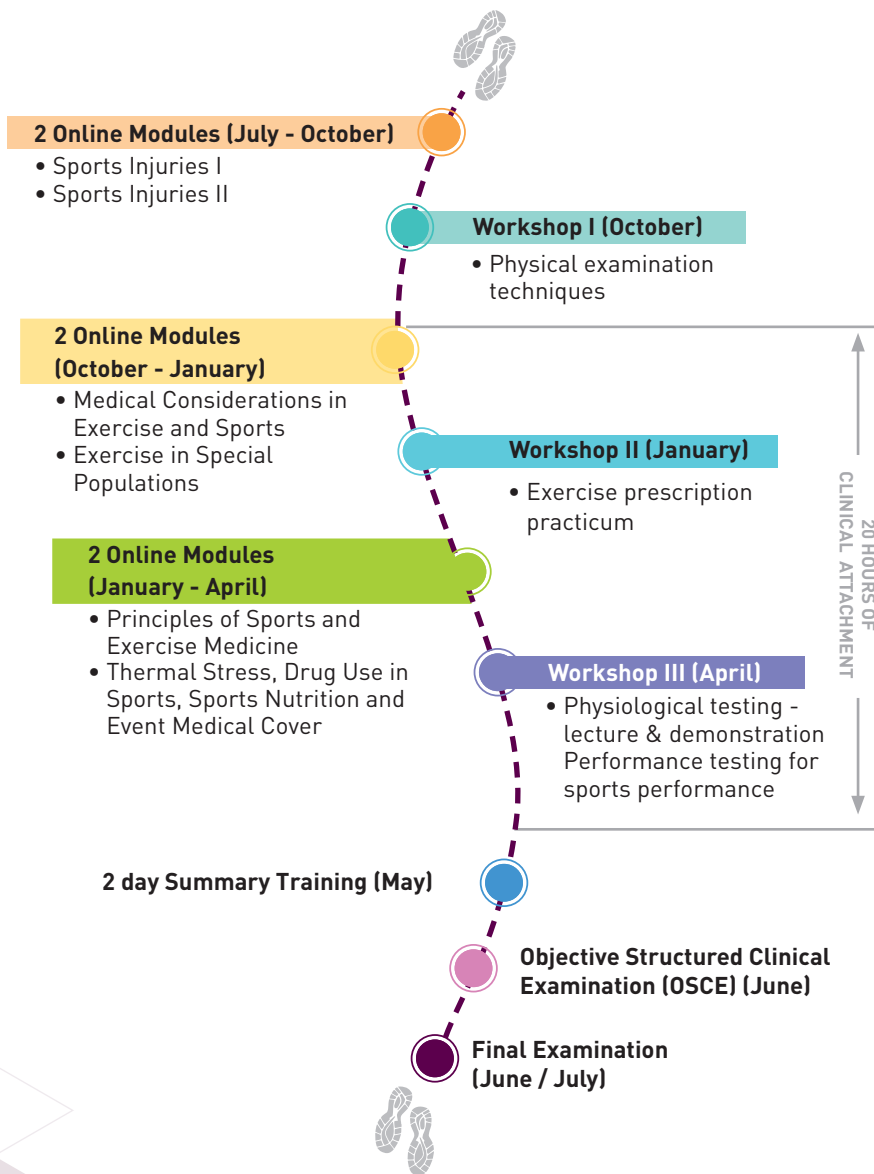 2 Online Modules (July - October)
• Sports Injuries I
• Sports Injuries II
Workshop I (October)
• Physical examination
techniques
2 Online Modules
(October - January)
• Medical Considerations in
Exercise and Sports
• Exercise in Special
Populations
Workshop II (January)
• Exercise prescription
practicum
2 Online Modules
(January - April)
• Principles of Sports and
Exercise Medicine
• Thermal Stress, Drug Use in
Sports, Sports Nutrition and
Event Medical Cover
Workshop III (April)
• Physiological testing -
lecture & demonstration
Performance testing for
sports performance
20 HOURS OF
CLINICAL ATTACHMENT
2 day Summary Training (May)
Objective Structured Clinical
Examination (OSCE) (June)
Final Examination
(June / July)